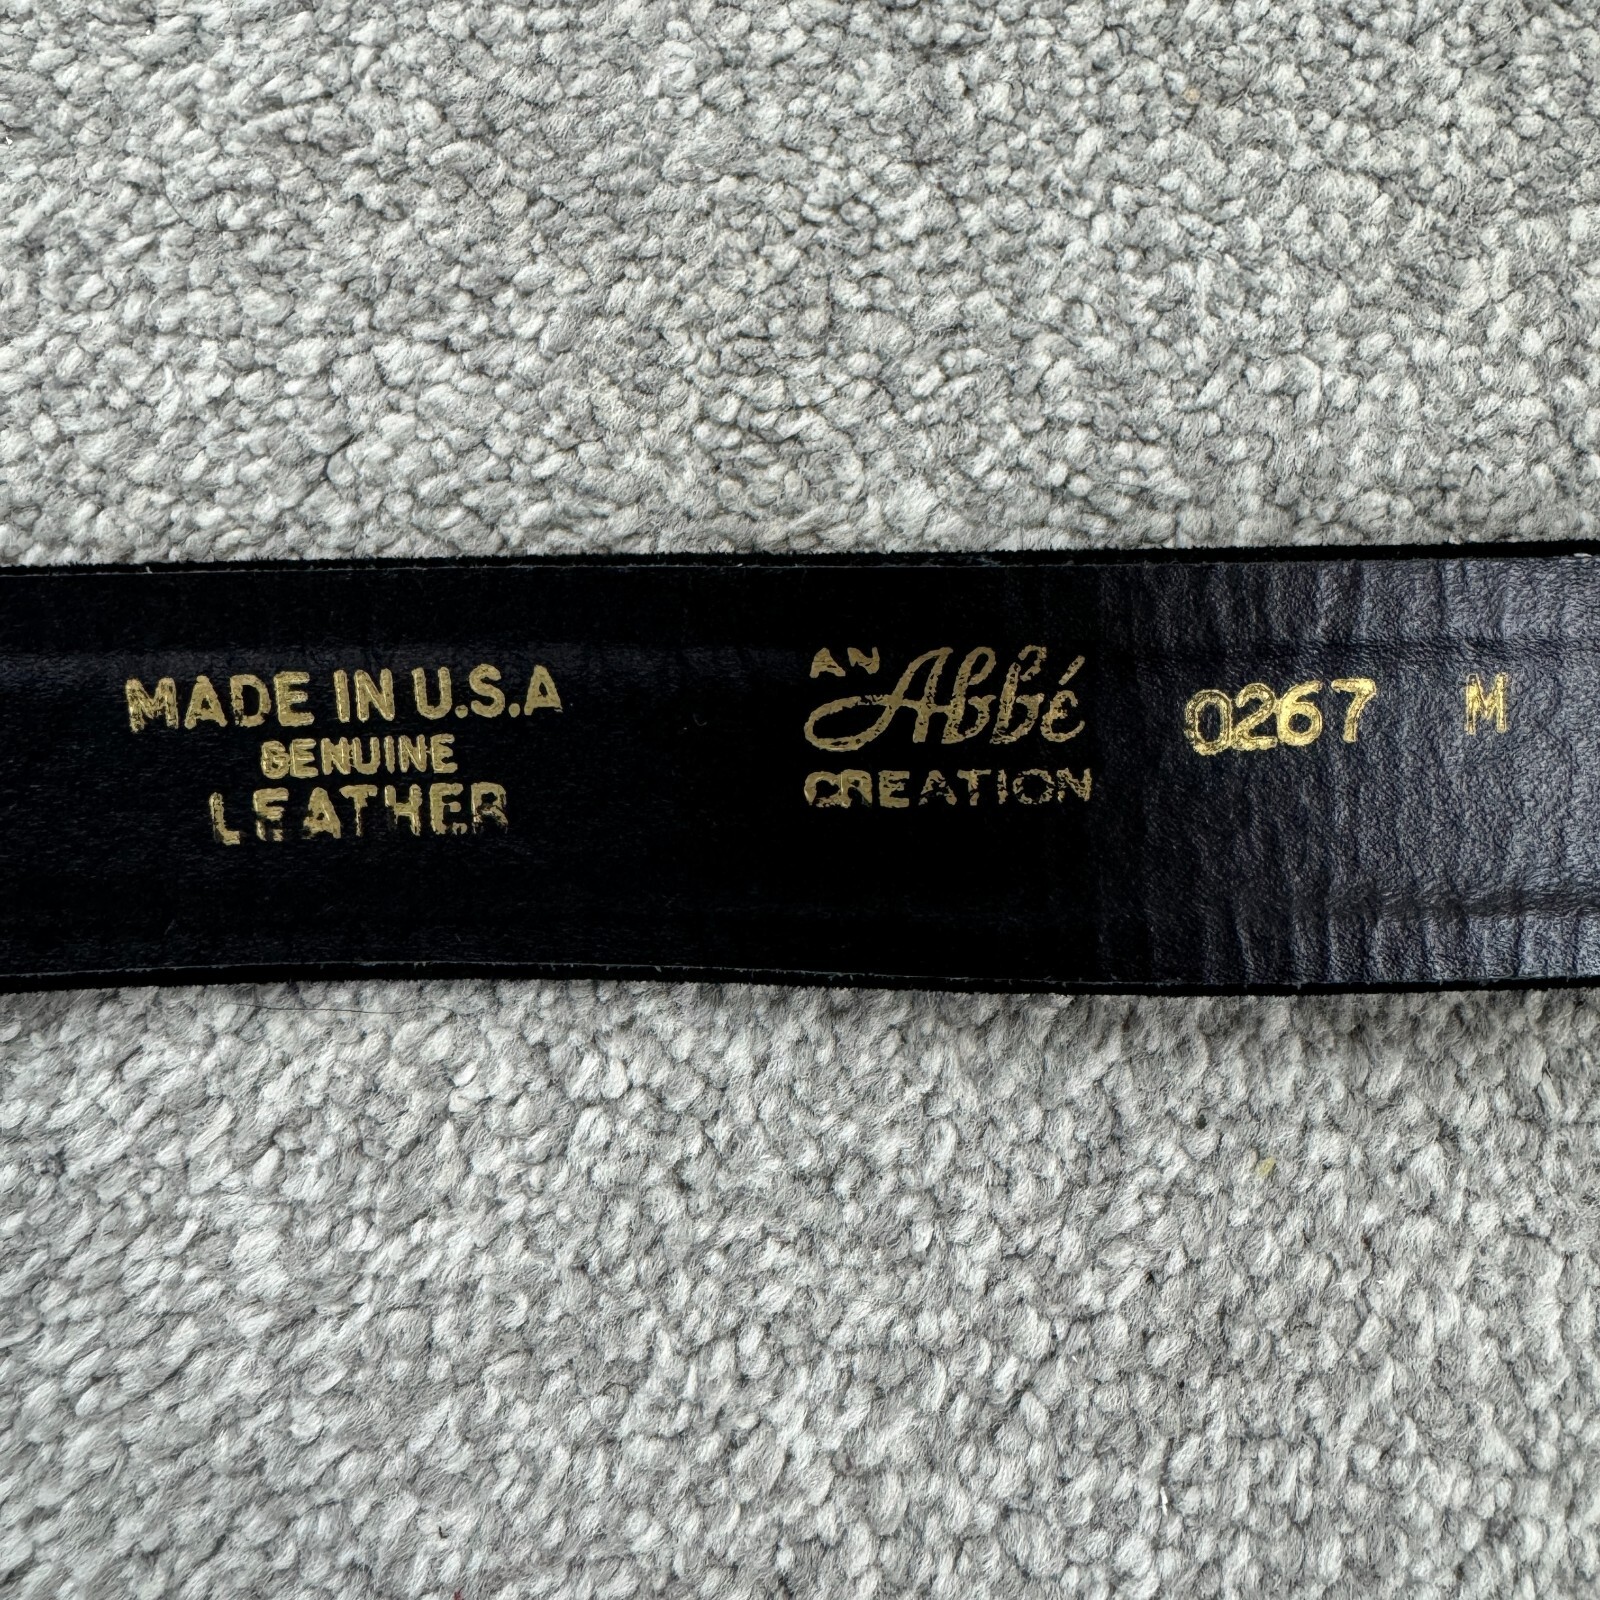 MADE IN U.S.A
GENUINE
LEATHER
AN Abbé
CREATION
0267 M